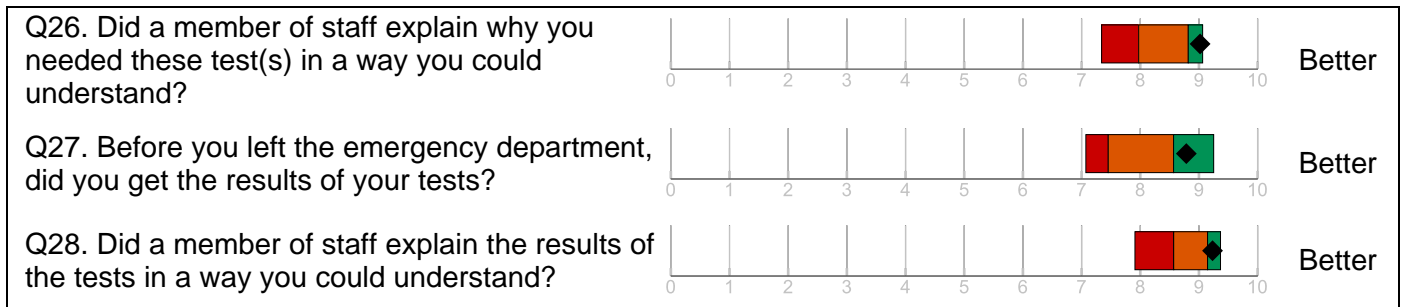 Q26. Did a member of staff explain why you
needed these test(s) in a way you could
understand?
0 1 2 3 4 5 6 7 8 9 10
Better
Q27. Before you left the emergency department,
did you get the results of your tests?
0 1 2 3 4 5 6 7 8 9 10
Better
Q28. Did a member of staff explain the results of
the tests in a way you could understand?
0 1 2 3 4 5 6 7 8 9 10
Better